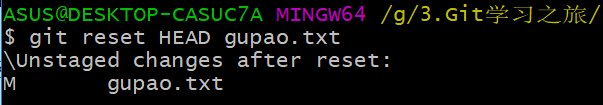 ASUS@DESKTOP-CASUC7A MINGW64 /g/3.Git学习之旅/
$ git reset HEAD gupao.txt
\Unstaged changes after reset:
M       gupao.txt